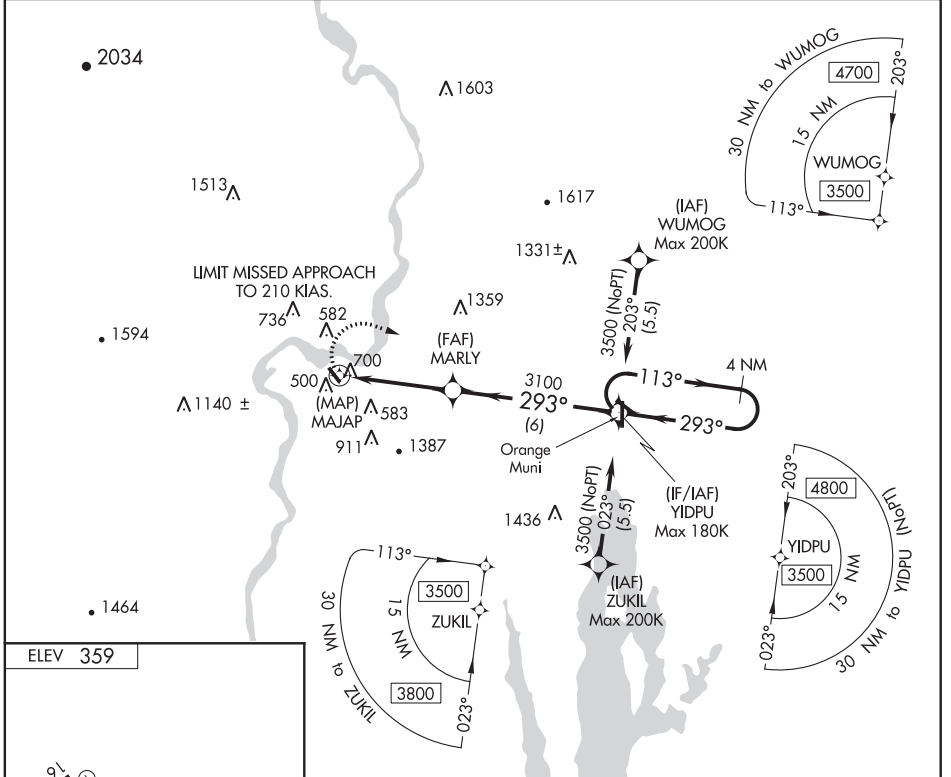 2034
1603
1513
1617
1331±
LIMIT MISSED APPROACH
TO 210 KIAS.
736
582
1359
1594
700
500
(MAP)
MAJAP
583
911
1387
1140 ±
(FAF)
MARLY
3100
293°
(6)
Orange
Muni
(IAF)
WUMOG
Max 200K
3500 (NoPT)
203°
(5.5)
4 NM
113°
293°
(IF/IAF)
YIDPU
Max 180K
3500 (NoPT)
023°
(5.5)
1436
(IAF)
ZUKIL
Max 200K
1464
30 NM to WUMOG
4700
203°
15 NM
WUMOG
3500
113°
203°
4800
YIDPU
3500
15 NM
023°
30 NM to YIDPU (NoPT)
113°
3500
15 NM
ZUKIL
3800
30 NM to ZUKIL
023°
ELEV 359
16